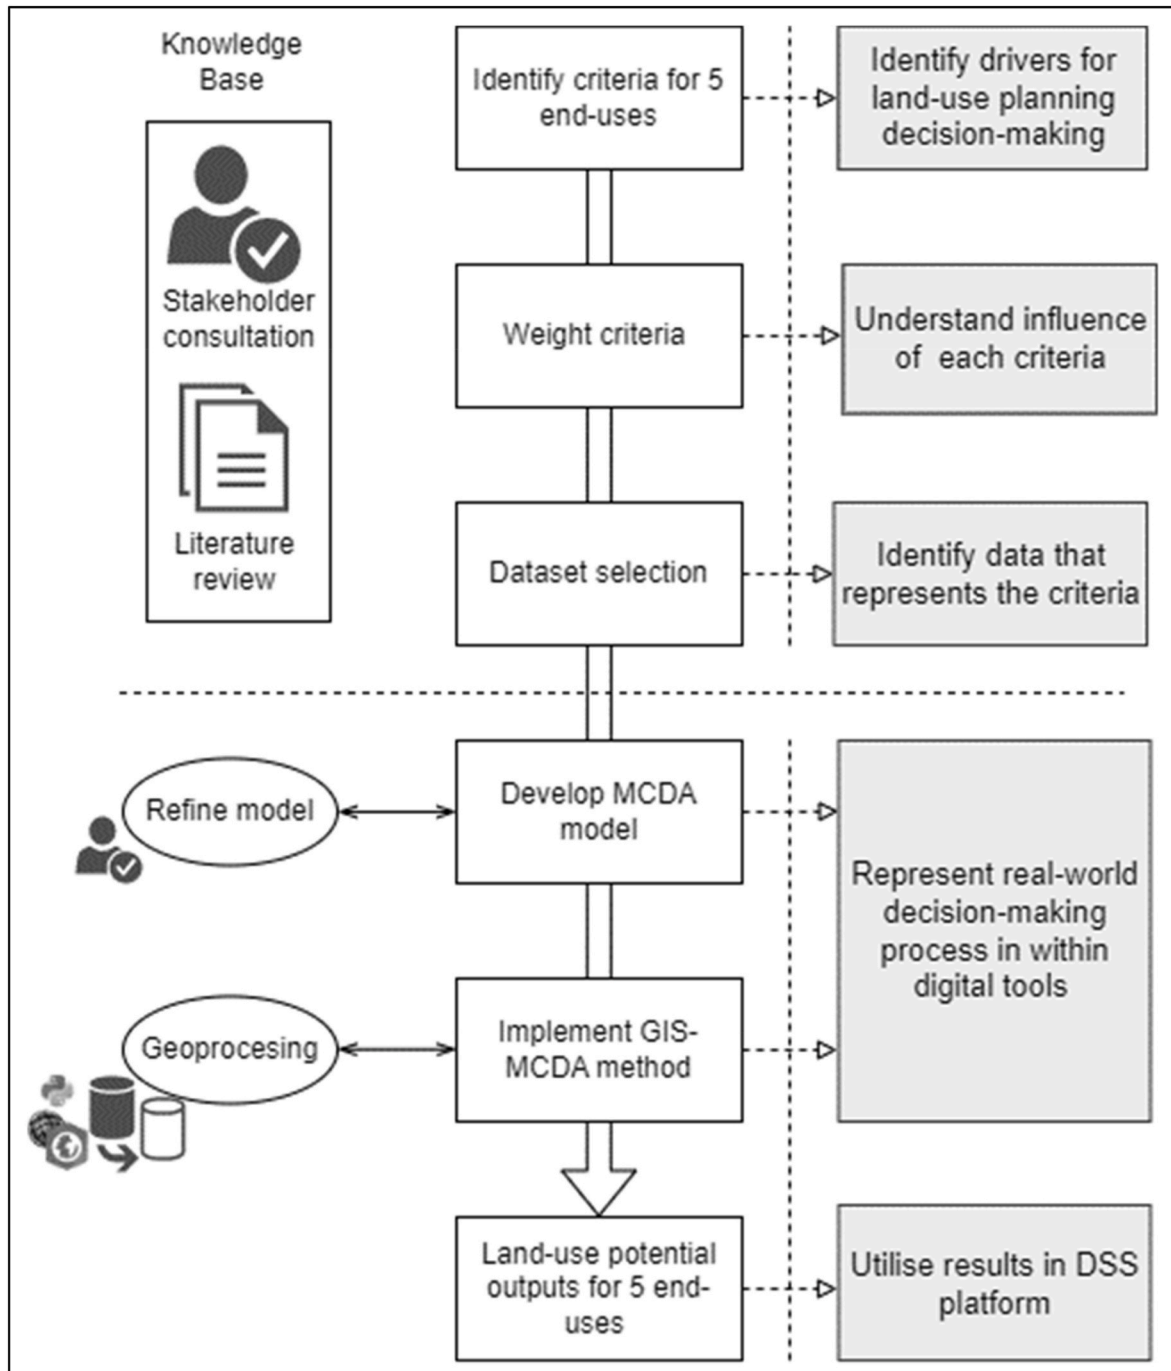 Knowledge
Base
Stakeholder
consultation
Literature
review
Identify criteria for 5
end-uses
Identify drivers for
land-use planning
decision-making
Weight criteria
Understand influence
of each criteria
Dataset selection
Identify data that
represents the criteria
Refine model
Develop MCDA
model
Represent real-world
decision-making
process in within
digital tools
Geoprocesing
Implement GIS-
MCDA method
Land-use potential
outputs for 5 end-
uses
Utilise results in DSS
platform